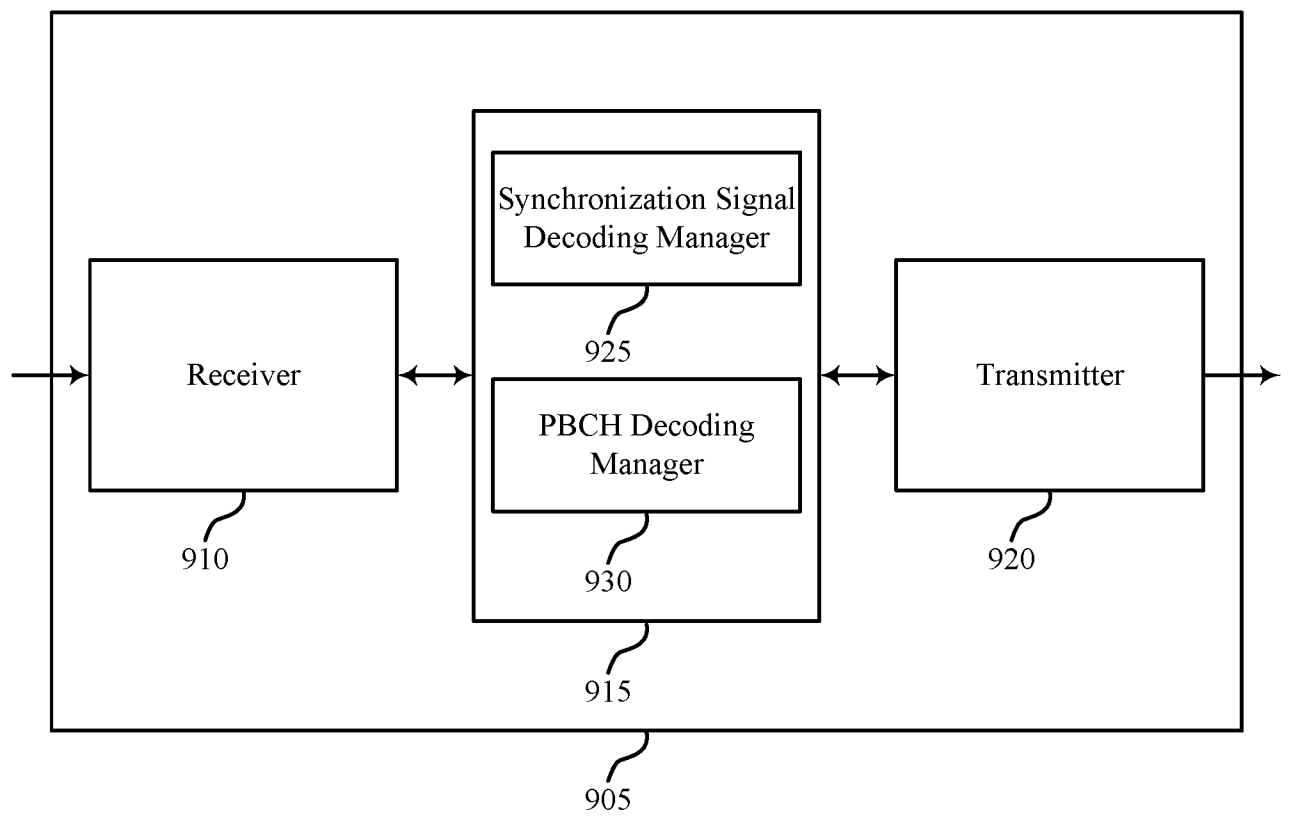 Synchronization Signal
Decoding Manager
925
Receiver
910
PBCH Decoding
Manager
930
Transmitter
920
915
905